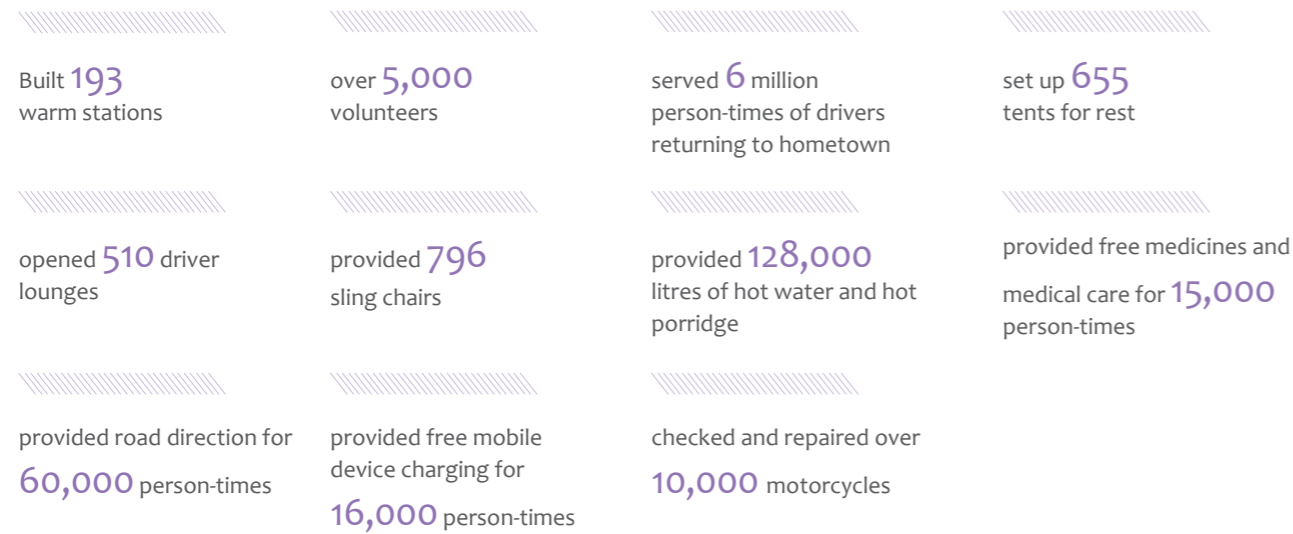 Built 193
warm stations
over 5,000
volunteers
served 6 million
person-times of drivers
returning to hometown
set up 655
tents for rest
opened 510 driver
lounges
provided 796
sling chairs
provided 128,000
litres of hot water and hot
porridge
provided free medicines and
medical care for 15,000
person-times
provided road direction for
60,000 person-times
provided free mobile
device charging for
16,000 person-times
checked and repaired over
10,000 motorcycles